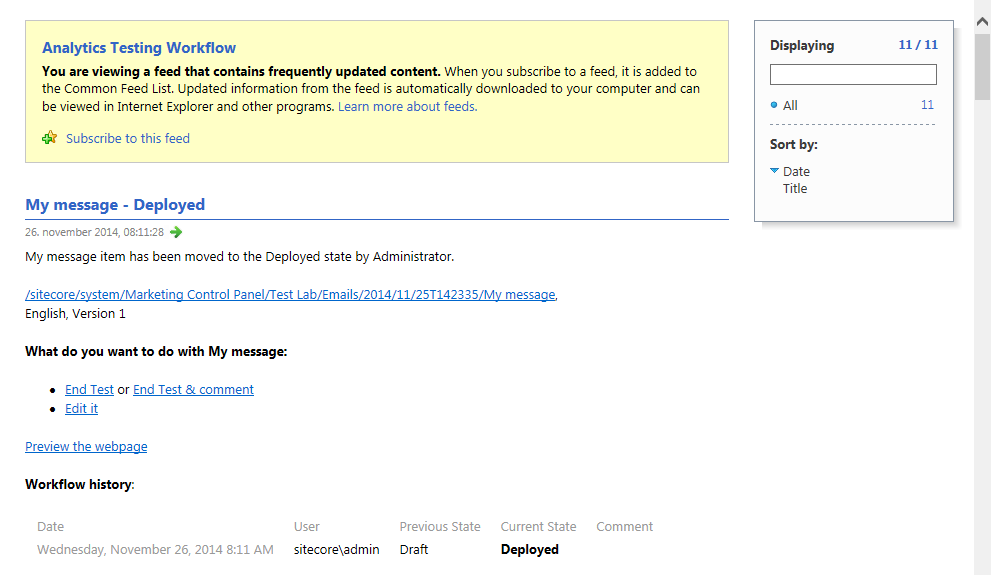 Analytics Testing Workflow
You are viewing a feed that contains frequently updated content. When you subscribe to a feed, it is added to
the Common Feed List. Updated information from the feed is automatically downloaded to your computer and can
be viewed in Internet Explorer and other programs. Learn more about feeds.
Subscribe to this feed
Displaying 11 / 11
All 11
Sort by:
Date
Title
My message - Deployed
26. november 2014, 08:11:28
My message item has been moved to the Deployed state by Administrator.
/sitecore/system/Marketing Control Panel/Test Lab/Emails/2014/11/25T142335/My message,
English, Version 1
What do you want to do with My message:
• End Test or End Test & comment
• Edit it
Preview the webpage
Workflow history:
Date User Previous State Current State Comment
Wednesday, November 26, 2014 8:11 AM sitecore\admin Draft Deployed